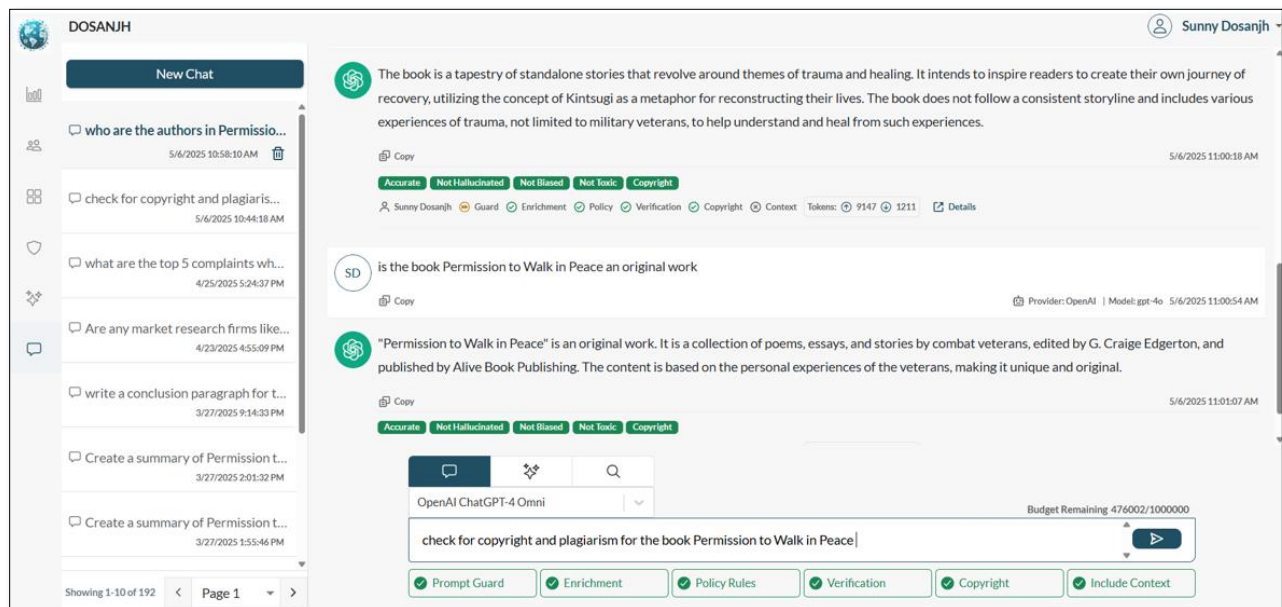 DOSANJH
Sunny Dosanjh
New Chat
who are the authors in Permissio...
5/6/2025 10:58:10 AM
check for copyright and plagiaris...
5/6/2025 10:44:18 AM
what are the top 5 complaints wh...
4/25/2025 5:24:37 PM
Are any market research firms like...
4/23/2025 4:55:09 PM
write a conclusion paragraph for t...
3/27/2025 9:14:33 PM
Create a summary of Permission t...
3/27/2025 2:01:32 PM
Create a summary of Permission t...
3/27/2025 1:55:46 PM
Showing 1-10 of 192 < Page 1 >
The book is a tapestry of standalone stories that revolve around themes of trauma and healing. It intends to inspire readers to create their own journey of
recovery, utilizing the concept of Kintsugi as a metaphor for reconstructing their lives. The book does not follow a consistent storyline and includes various
experiences of trauma, not limited to military veterans, to help understand and heal from such experiences.
Copy 5/6/2025 11:00:18 AM
Accurate Not Hallucinated Not Biased Not Toxic Copyright
Sunny Dosanjh Guard Enrichment Policy Verification Copyright Context Tokens: 9147 1211 Details
SD is the book Permission to Walk in Peace an original work
Copy Provider: OpenAI | Model: gpt-4o 5/6/2025 11:00:54 AM
"Permission to Walk in Peace" is an original work. It is a collection of poems, essays, and stories by combat veterans, edited by G. Craige Edgerton, and
published by Alive Book Publishing. The content is based on the personal experiences of the veterans, making it unique and original.
Copy 5/6/2025 11:01:07 AM
Accurate Not Hallucinated Not Biased Not Toxic Copyright
OpenAI ChatGPT-4 Omni
Budget Remaining 476002/1000000
check for copyright and plagiarism for the book Permission to Walk in Peace
Prompt Guard Enrichment Policy Rules Verification Copyright Include Context